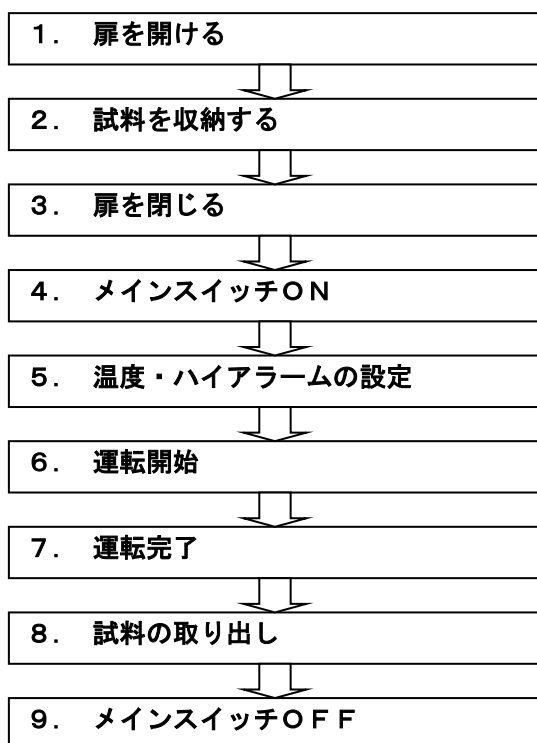 １． 扉を開ける
２． 試料を収納する
３． 扉を閉じる
４． メインスイッチＯＮ
５． 温度・ハイアラームの設定
６． 運転開始
７． 運転完了
８． 試料の取り出し
９． メインスイッチＯＦＦ